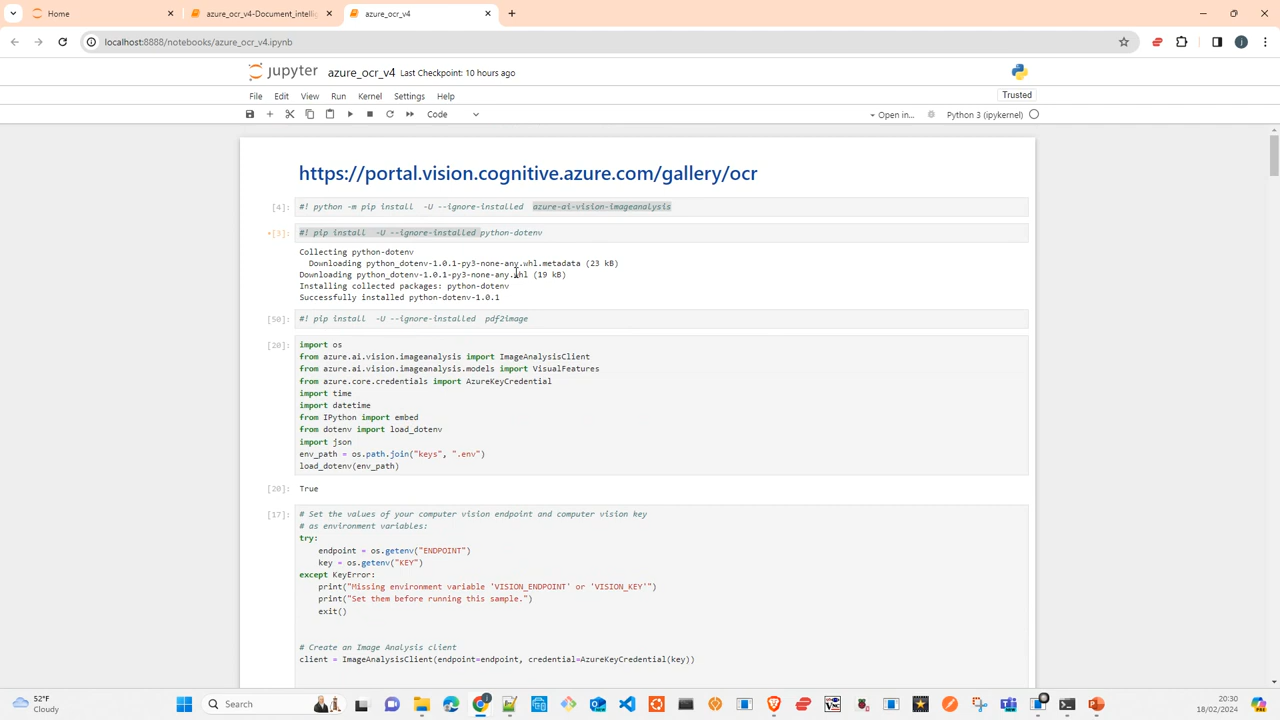 Home
azure_ocr_v4-Document_intellig
azure_ocr_v4
localhost:8888/notebooks/azure_ocr_v4.ipynb
jupyter azure_ocr_v4 Last Checkpoint: 10 hours ago
File Edit View Run Kernel Settings Help
Trusted
Code
Open in...
Python 3 (ipykernel)
https://portal.vision.cognitive.azure.com/gallery/ocr
[4]: #! python -m pip install -U --ignore-installed azure-ai-vision-imageanalysis
•[3]: #! pip install -U --ignore-installed python-dotenv
Collecting python-dotenv
Downloading python_dotenv-1.0.1-py3-none-any.whl.metadata (23 kB)
Downloading python_dotenv-1.0.1-py3-none-any.whl (19 kB)
Installing collected packages: python-dotenv
Successfully installed python-dotenv-1.0.1
[50]: #! pip install -U --ignore-installed pdf2image
[20]: import os
from azure.ai.vision.imageanalysis import ImageAnalysisClient
from azure.ai.vision.imageanalysis.models import VisualFeatures
from azure.core.credentials import AzureKeyCredential
import time
import datetime
from IPython import embed
from dotenv import load_dotenv
import json
env_path = os.path.join("keys", ".env")
load_dotenv(env_path)
[20]: True
[17]: # Set the values of your computer vision endpoint and computer vision key
# as environment variables:
try:
endpoint = os.getenv("ENDPOINT")
key = os.getenv("KEY")
except KeyError:
print("Missing environment variable 'VISION_ENDPOINT' or 'VISION_KEY'")
print("Set them before running this sample.")
exit()
# Create an Image Analysis client
client = ImageAnalysisClient(endpoint=endpoint, credential=AzureKeyCredential(key))
52°F
Cloudy
Search
20:30
18/02/2024